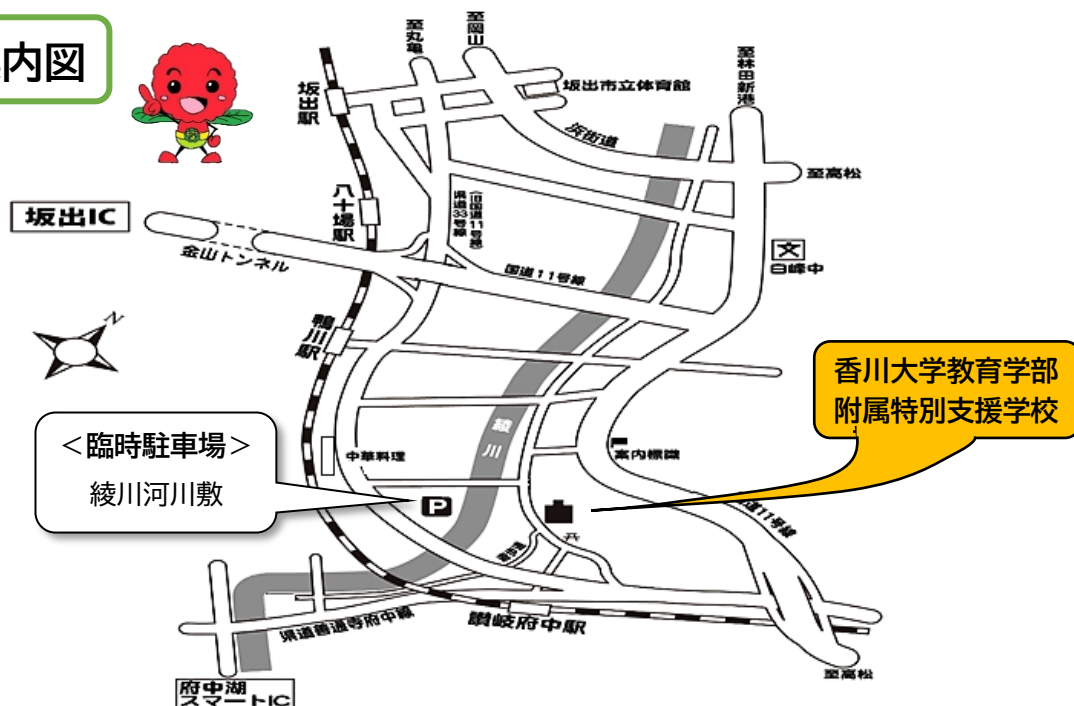 内図
至丸亀
至岡山
至林田新港
坂出駅
坂出市立体育館
浜街道
至高松
八十場駅
(旧国道11号線)
県道33号線
坂出IC
金山トンネル
国道11号線
文
白峰中
N
鴨川駅
香川大学教育学部
附属特別支援学校
<臨時駐車場>
綾川河川敷
中華料理
綾川
案内標識
P
道11号線
讃岐府中駅
県道善通寺府中線
府中湖
スマートIC
至高松